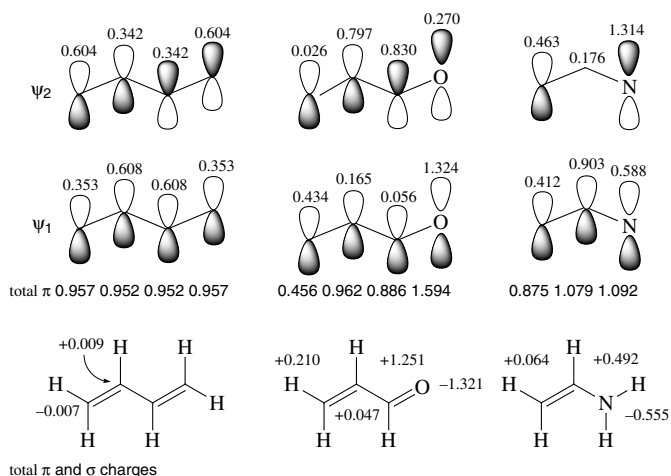 0.604 0.342 0.342 0.604 0.026 0.797 0.830 0.270 0.463 0.176 1.314
ψ2 O N
0.353 0.608 0.608 0.353 0.434 0.165 0.056 1.324 0.412 0.903 0.588
ψ1 O N
total π 0.957 0.952 0.952 0.957 0.456 0.962 0.886 1.594 0.875 1.079 1.092
+0.009 H H +0.210 H +1.251 +0.064 H +0.492
H H H O –1.321 H H
–0.007 +0.047 N –0.555
H H H H H H H
total π and σ charges